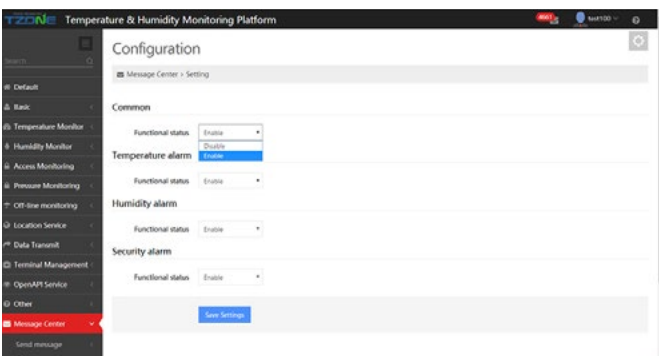 TZONE Temperature & Humidity Monitoring Platform
4661
test100
Search
Default
Basic
Temperature Monitor
Humidity Monitor
Access Monitoring
Pressure Monitoring
Off-line monitoring
Location Service
Data Transmit
Terminal Management
OpenAPI Service
Other
Message Center
Send message
Configuration
Message Center > Setting
Common
Functional status Enable
Disable
Enable
Temperature alarm
Functional status Enable
Humidity alarm
Functional status Enable
Security alarm
Functional status Enable
Save Settings